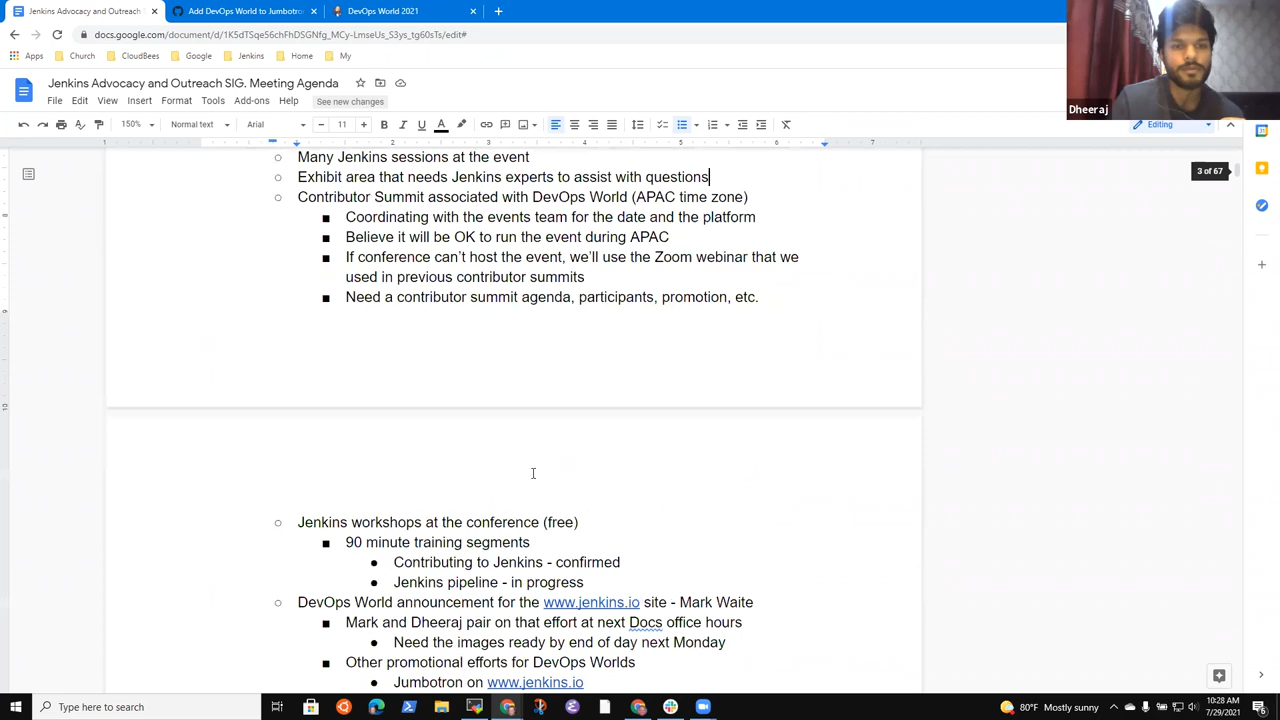 Jenkins Advocacy and Outreach S
Add DevOps World to Jumbotron
DevOps World 2021
docs.google.com/document/d/1K5dTSqe56chFhDSGNfg_MCy-LmseUs_S3ys_tg60sTs/edit#
Apps Church CloudBees Google Jenkins Home My
Dheeraj
Jenkins Advocacy and Outreach SIG. Meeting Agenda
File Edit View Insert Format Tools Add-ons Help See new changes
150% Normal text Arial 11 Editing
1 1 2 3 4 5 6 7
3 of 67
Many Jenkins sessions at the event
Exhibit area that needs Jenkins experts to assist with questions
Contributor Summit associated with DevOps World (APAC time zone)
Coordinating with the events team for the date and the platform
Believe it will be OK to run the event during APAC
If conference can't host the event, we'll use the Zoom webinar that we
used in previous contributor summits
Need a contributor summit agenda, participants, promotion, etc.
Jenkins workshops at the conference (free)
90 minute training segments
Contributing to Jenkins - confirmed
Jenkins pipeline - in progress
DevOps World announcement for the www.jenkins.io site - Mark Waite
Mark and Dheeraj pair on that effort at next Docs office hours
Need the images ready by end of day next Monday
Other promotional efforts for DevOps Worlds
Jumbotron on www.jenkins.io
Type here to search
80°F Mostly sunny
10:28 AM
7/29/2021